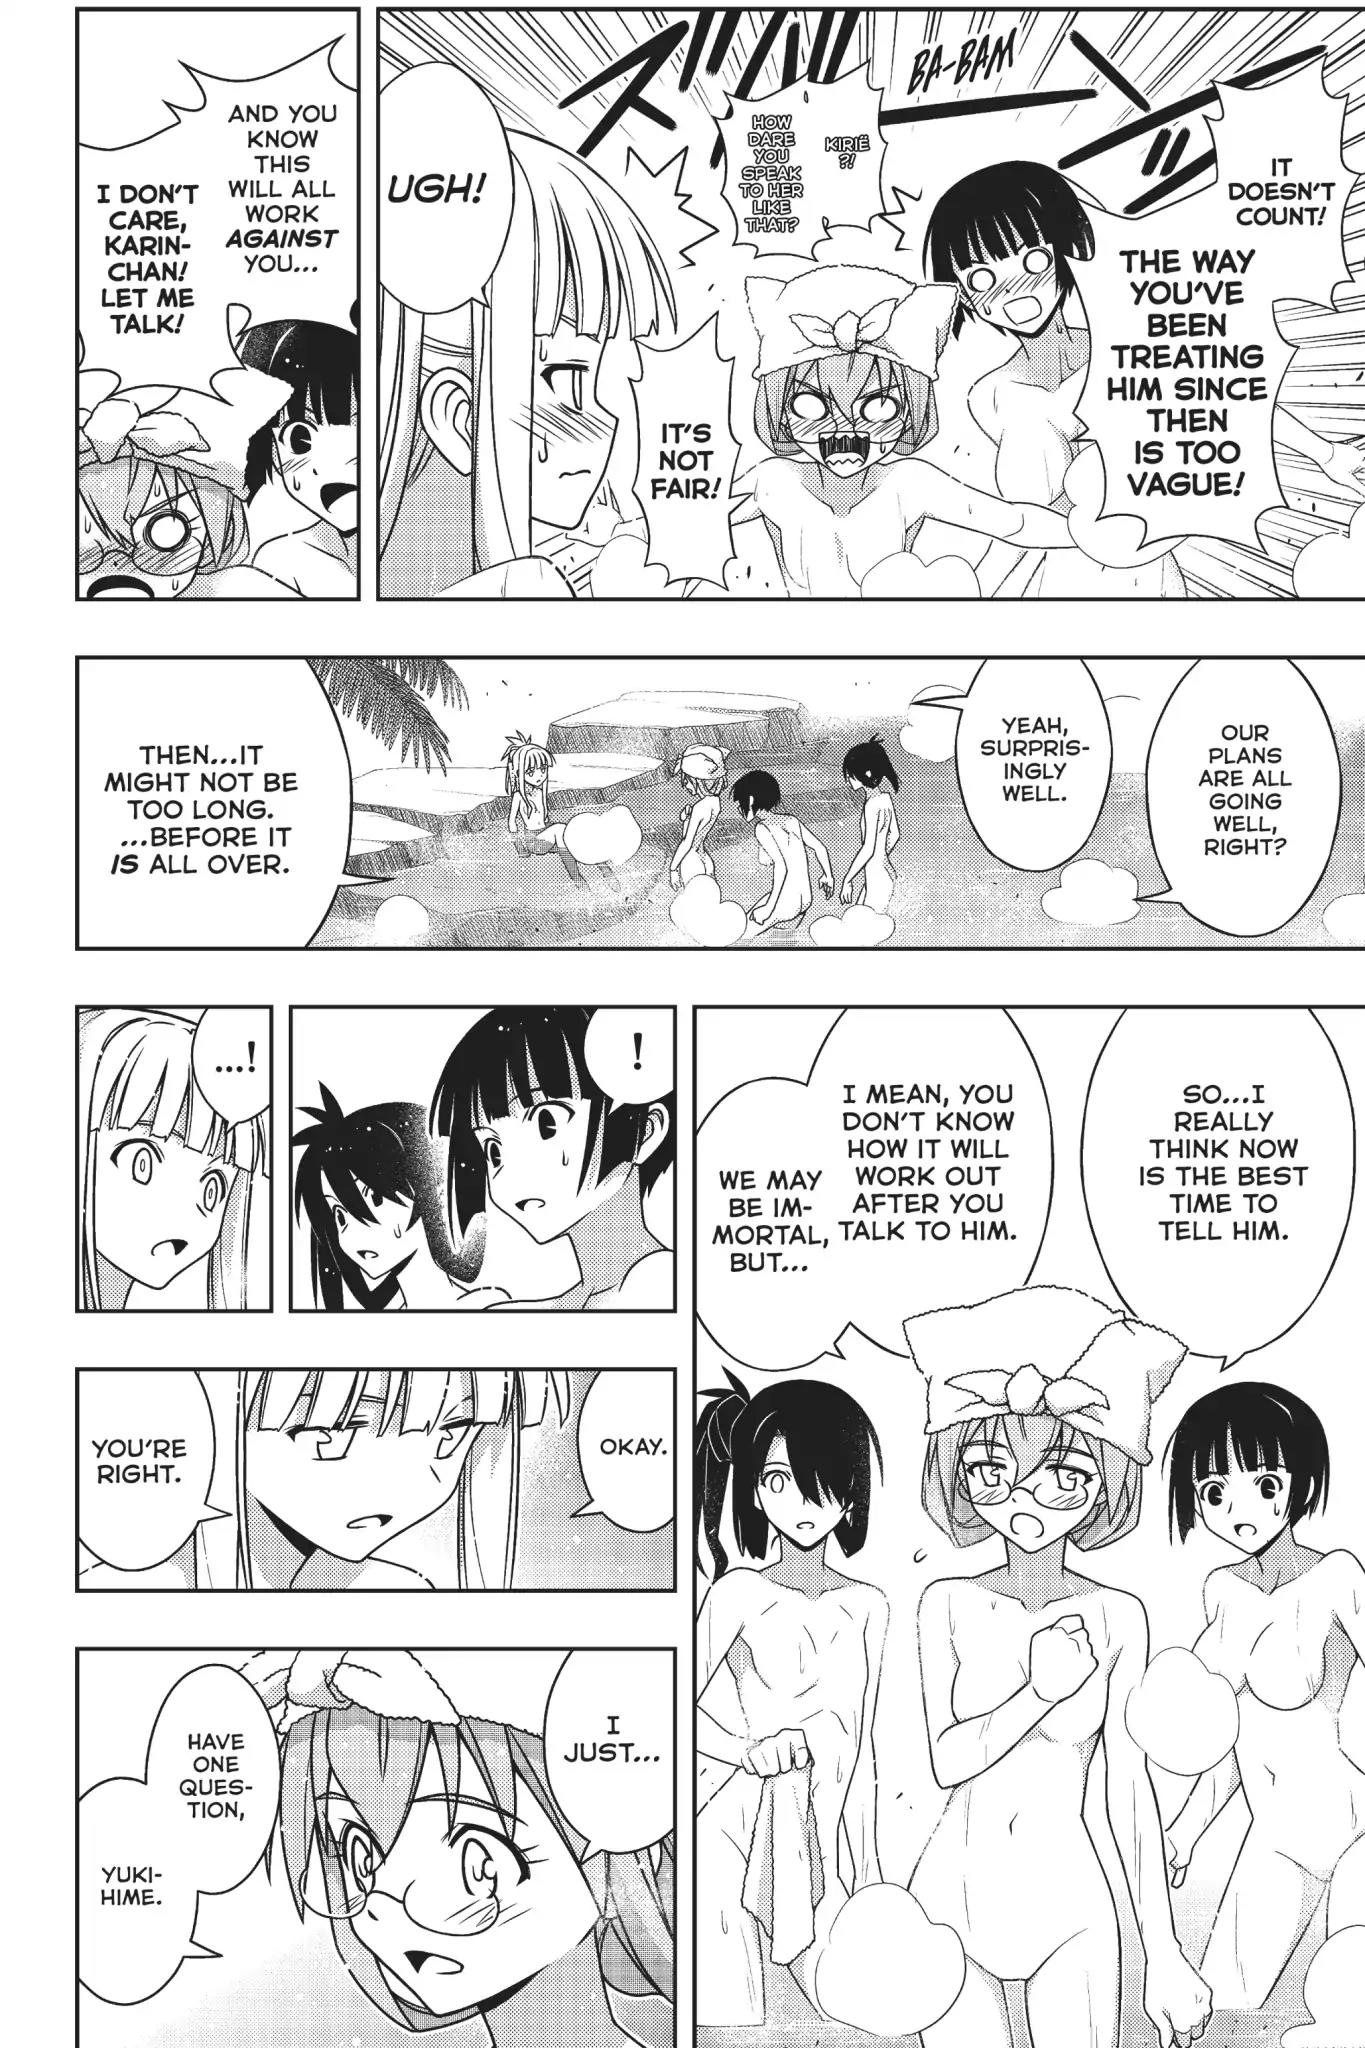 IT
DOESN'T
COUNT!
THE WAY
YOU'VE
BEEN
TREATING
HIM SINCE
THEN
IS TOO
VAGUE!
BA-BAM
KIRIË
?!
HOW
DARE
YOU
SPEAK
TO HER
LIKE
THAT?
IT'S
NOT
FAIR!
UGH!
AND YOU
KNOW
THIS
WILL ALL
WORK
AGAINST
YOU...
I DON'T
CARE,
KARIN-
CHAN!
LET ME
TALK!
OUR
PLANS
ARE ALL
GOING
WELL,
RIGHT?
YEAH,
SURPRIS-
INGLY
WELL.
THEN...IT
MIGHT NOT BE
TOO LONG.
...BEFORE IT
IS ALL OVER.
SO...I
REALLY
THINK NOW
IS THE BEST
TIME TO
TELL HIM.
I MEAN, YOU
DON'T KNOW
HOW IT WILL
WORK OUT
AFTER YOU
TALK TO HIM.
WE MAY
BE IM-
MORTAL,
BUT...
!
...!
OKAY.
YOU'RE
RIGHT.
I
JUST...
HAVE
ONE
QUES-
TION,
YUKI-
HIME.